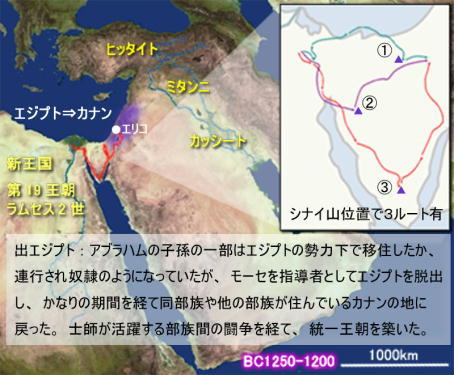 ヒッタイト
ミタンニ
エジプト⇒カナン
エリコ
カッシート
新王国
第19王朝
ラムセス2世
①
②
③
シナイ山位置で3ルート有
出エジプト：アブラハムの子孫の一部はエジプトの勢力下で移住したか、
連行され奴隷のようになっていたが、モーセを指導者としてエジプトを脱出
し、かなりの期間を経て同部族や他の部族が住んでいるカナンの地に
戻った。士師が活躍する部族間の闘争を経て、統一王朝を築いた。
BC1250-1200
1000km